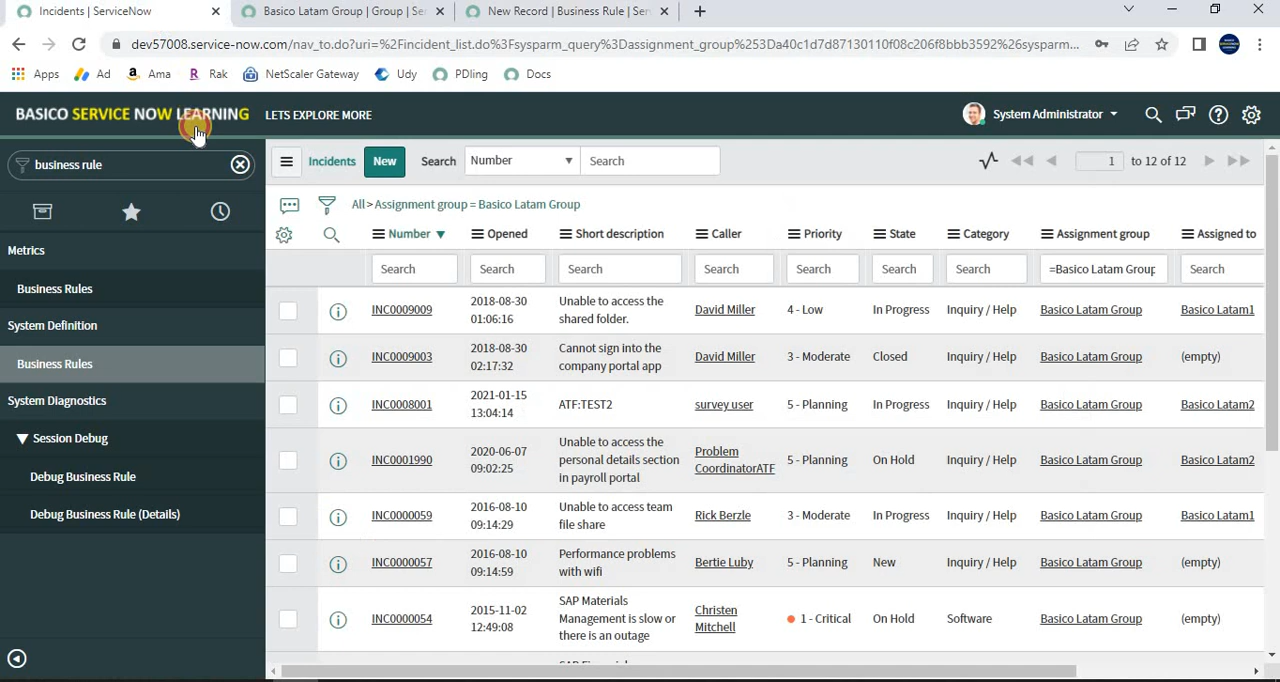 Incidents | ServiceNow
Basico Latam Group | Group | Se
New Record | Business Rule | Ser
dev57008.service-now.com/nav_to.do?uri=%2Fincident_list.do%3Fsysparm_query%3Dassignment_group%253Da40c1d7d87130110f08c206f8bbb3592%26sysparm...
Apps Ad Ama Rak NetScaler Gateway Udy PDIing Docs
BASICO SERVICE NOW LEARNING LETS EXPLORE MORE System Administrator
business rule
Incidents New Search Number Search 1 to 12 of 12
All>Assignment group = Basico Latam Group
Metrics
Business Rules
System Definition
Business Rules
System Diagnostics
Session Debug
Debug Business Rule
Debug Business Rule (Details)
Number Opened Short description Caller Priority State Category Assignment group Assigned to
Search Search Search Search Search Search Search =Basico Latam Group Search
INC0009009 2018-08-30 01:06:16 Unable to access the shared folder. David Miller 4 - Low In Progress Inquiry / Help Basico Latam Group Basico Latam1
INC0009003 2018-08-30 02:17:32 Cannot sign into the company portal app David Miller 3 - Moderate Closed Inquiry / Help Basico Latam Group (empty)
INC0008001 2021-01-15 13:04:14 ATF:TEST2 survey user 5 - Planning In Progress Inquiry / Help Basico Latam Group Basico Latam2
INC0001990 2020-06-07 09:02:25 Unable to access the personal details section in payroll portal Problem CoordinatorATF 5 - Planning On Hold Inquiry / Help Basico Latam Group Basico Latam2
INC0000059 2016-08-10 09:14:29 Unable to access team file share Rick Berzle 3 - Moderate In Progress Inquiry / Help Basico Latam Group Basico Latam1
INC0000057 2016-08-10 09:14:59 Performance problems with wifi Bertie Luby 5 - Planning New Inquiry / Help Basico Latam Group (empty)
INC0000054 2015-11-02 12:49:08 SAP Materials Management is slow or there is an outage Christen Mitchell 1 - Critical On Hold Software Basico Latam Group (empty)